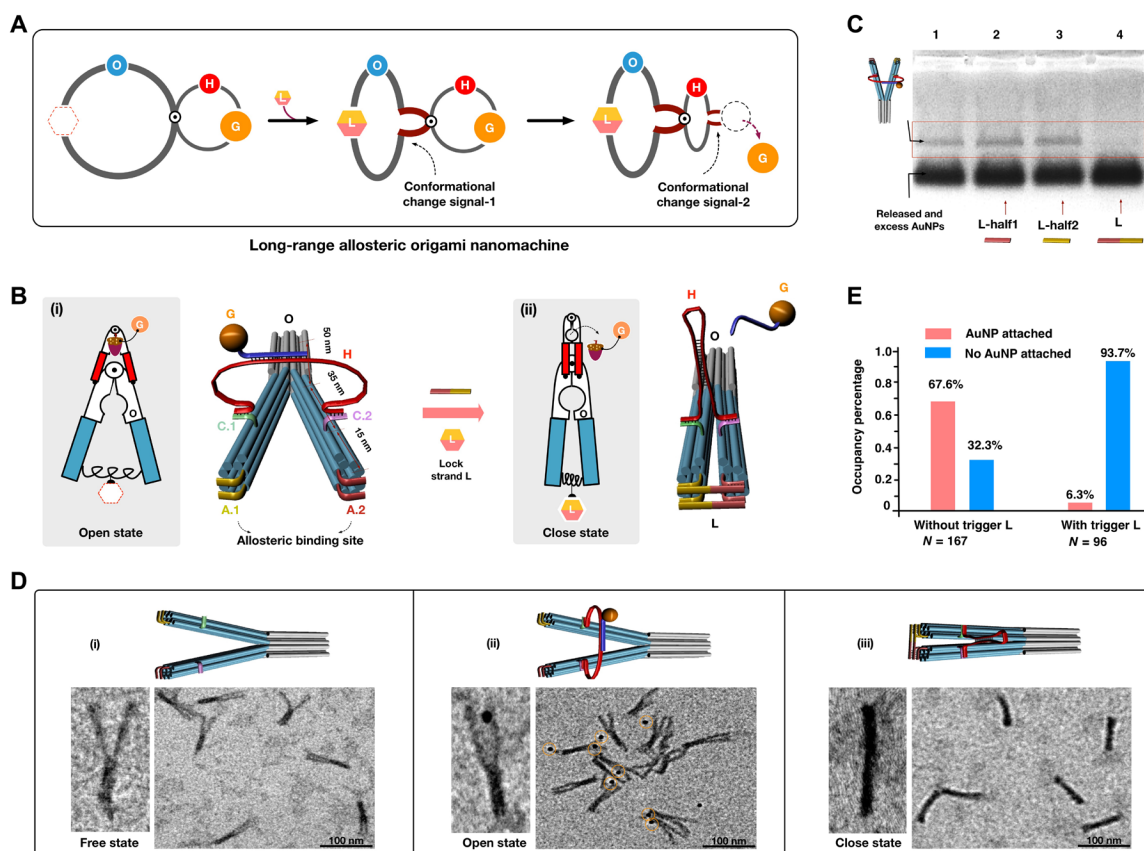 A
O
H
G
L
O
H
L
G
O
H
L
G
Conformational
change signal-1
Conformational
change signal-2
Long-range allosteric origami nanomachine
C
1 2 3 4
Released and
excess AuNPs
L-half1
L-half2
L
B
(i)
G
O
Open state
G
O
H
50 nm
35 nm
15 nm
C.1
C.2
A.1
A.2
Allosteric binding site
L
Lock
strand L
(ii)
G
O
L
Close state
H
G
O
L
E
AuNP attached
No AuNP attached
Occupancy percentage
1.0
0.8
0.6
0.4
0.2
0
67.6%
32.3%
6.3%
93.7%
Without trigger L
N = 167
With trigger L
N = 96
D
(i)
Free state
100 nm
(ii)
Open state
100 nm
(iii)
Close state
100 nm